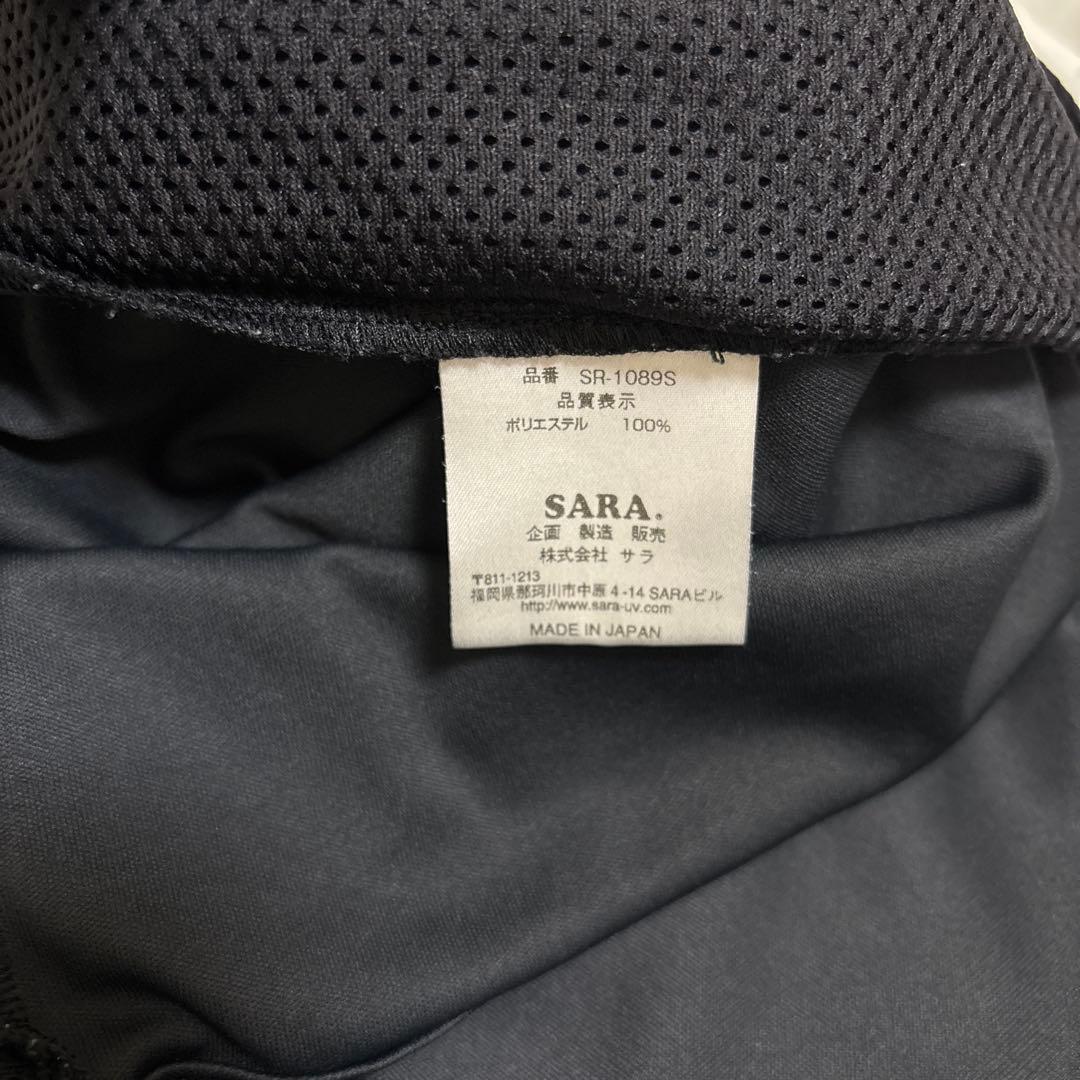 品番 SR-1089S
品質表示
ポリエステル 100%
SARA®
企画 製造 販売
株式会社 サラ
〒811-1213
福岡県那珂川市中原4-14 SARAビル
http://www.sara-uv.com
MADE IN JAPAN